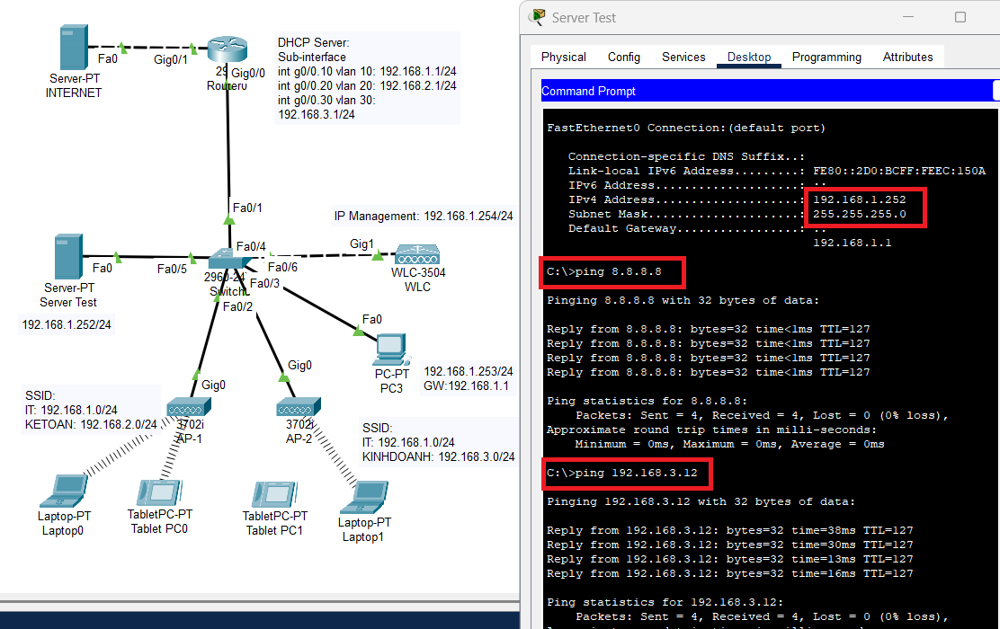 Server-PT
INTERNET
Fa0
Gig0/1
29
Router0
Gig0/0
DHCP Server:
Sub-interface
int g0/0.10 vlan 10: 192.168.1.1/24
int g0/0.20 vlan 20: 192.168.2.1/24
int g0/0.30 vlan 30:
192.168.3.1/24
Fa0/1
IP Management: 192.168.1.254/24
Fa0/4
Gig1
Fa0/5
Fa0/6
Fa0/3
Fa0/2
Fa0
2960-24
Switch
WLC-3504
WLC
Server-PT
Server Test
192.168.1.252/24
Fa0
PC-PT
PC3
192.168.1.253/24
GW:192.168.1.1
Gig0
Gig0
SSID:
IT: 192.168.1.0/24
KETOAN: 192.168.2.0/24
3702i
AP-1
3702i
AP-2
SSID:
IT: 192.168.1.0/24
KINHDOANH: 192.168.3.0/24
Laptop-PT
Laptop0
TabletPC-PT
Tablet PC0
TabletPC-PT
Tablet PC1
Laptop-PT
Laptop1
Server Test
Physical Config Services Desktop Programming Attributes
Command Prompt
FastEthernet0 Connection:(default port)
Connection-specific DNS Suffix..:
Link-local IPv6 Address.........: FE80::2D0:BCFF:FEEC:150A
IPv6 Address....................: ::
IPv4 Address....................: 192.168.1.252
Subnet Mask.....................: 255.255.255.0
Default Gateway.................: ::
192.168.1.1
C:\>ping 8.8.8.8
Pinging 8.8.8.8 with 32 bytes of data:
Reply from 8.8.8.8: bytes=32 time<1ms TTL=127
Reply from 8.8.8.8: bytes=32 time<1ms TTL=127
Reply from 8.8.8.8: bytes=32 time<1ms TTL=127
Reply from 8.8.8.8: bytes=32 time<1ms TTL=127
Ping statistics for 8.8.8.8:
Packets: Sent = 4, Received = 4, Lost = 0 (0% loss),
Approximate round trip times in milli-seconds:
Minimum = 0ms, Maximum = 0ms, Average = 0ms
C:\>ping 192.168.3.12
Pinging 192.168.3.12 with 32 bytes of data:
Reply from 192.168.3.12: bytes=32 time=38ms TTL=127
Reply from 192.168.3.12: bytes=32 time=30ms TTL=127
Reply from 192.168.3.12: bytes=32 time=13ms TTL=127
Reply from 192.168.3.12: bytes=32 time=16ms TTL=127
Ping statistics for 192.168.3.12:
Packets: Sent = 4, Received = 4, Lost = 0 (0% loss),